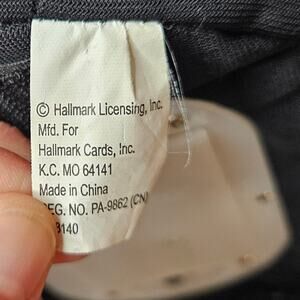 © Hallmark Licensing, Inc.
Mfd. For
Hallmark Cards, Inc.
K.C. MO 64141
Made in China
REG. NO. PA-9862 (CN)
3140